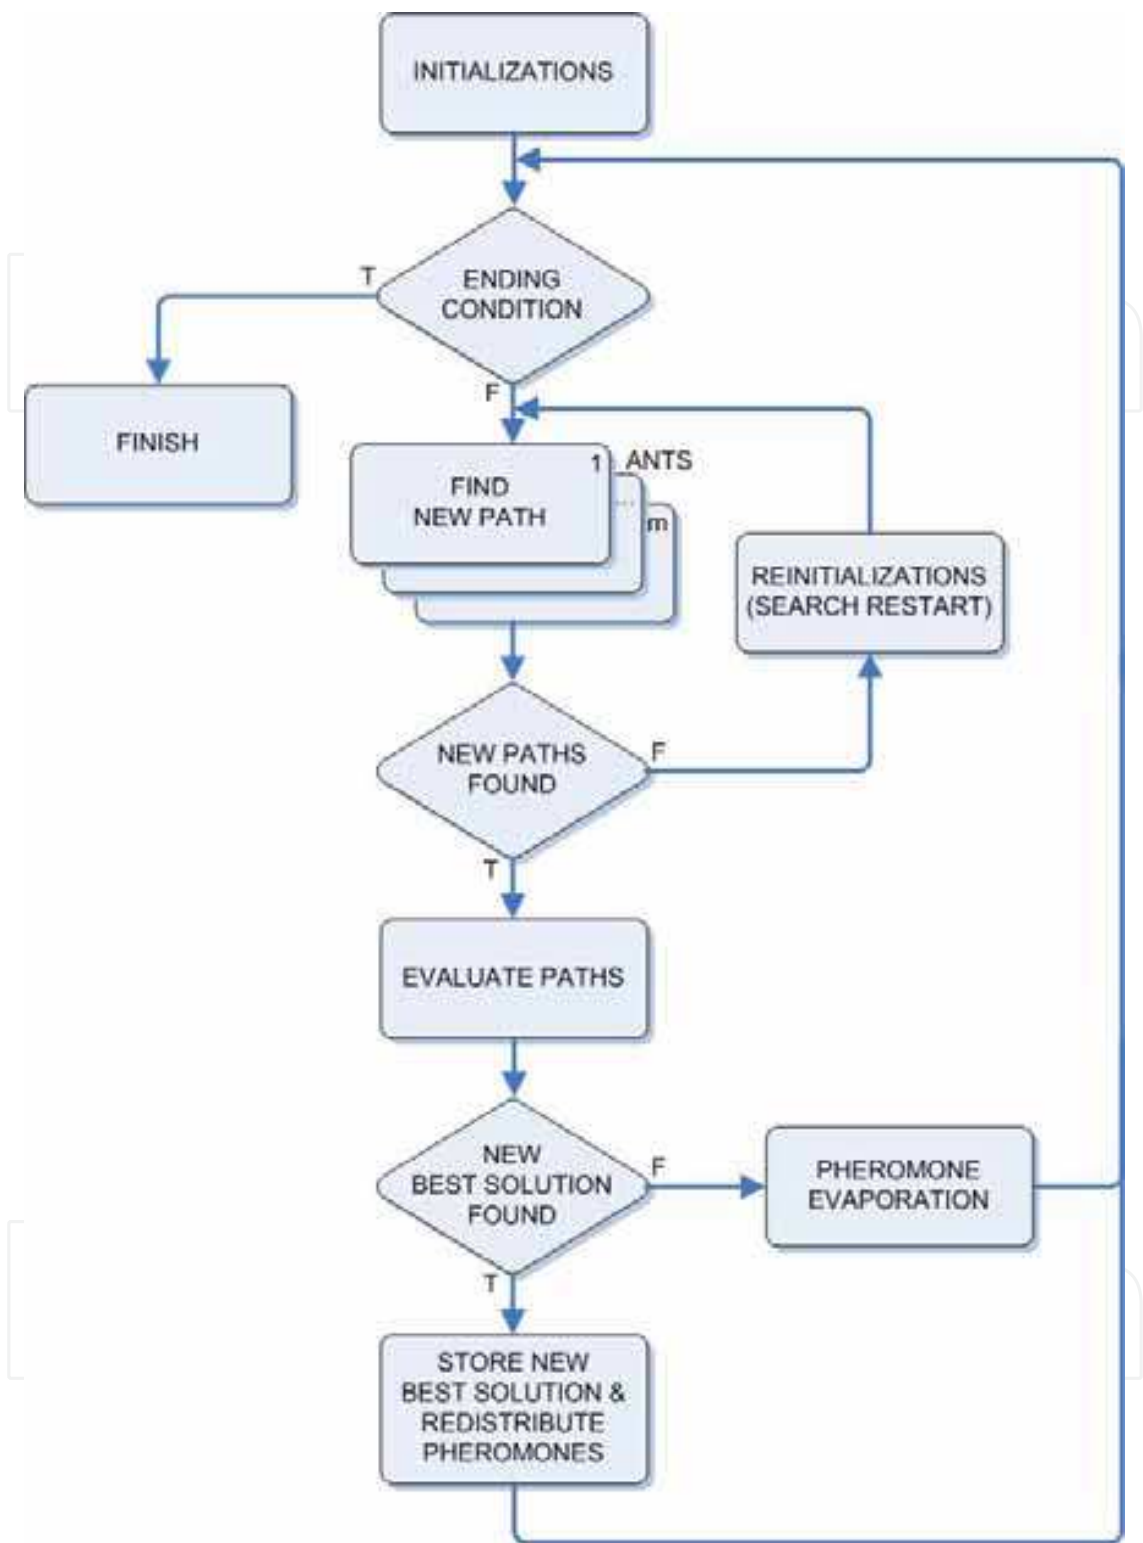 INITIALIZATIONS
T
ENDING
CONDITION
F
FINISH
1 ANTS
FIND
NEW PATH
...
m
REINITIALIZATIONS
(SEARCH RESTART)
NEW PATHS
FOUND
F
T
EVALUATE PATHS
NEW
BEST SOLUTION
FOUND
F
PHEROMONE
EVAPORATION
T
STORE NEW
BEST SOLUTION &
REDISTRIBUTE
PHEROMONES